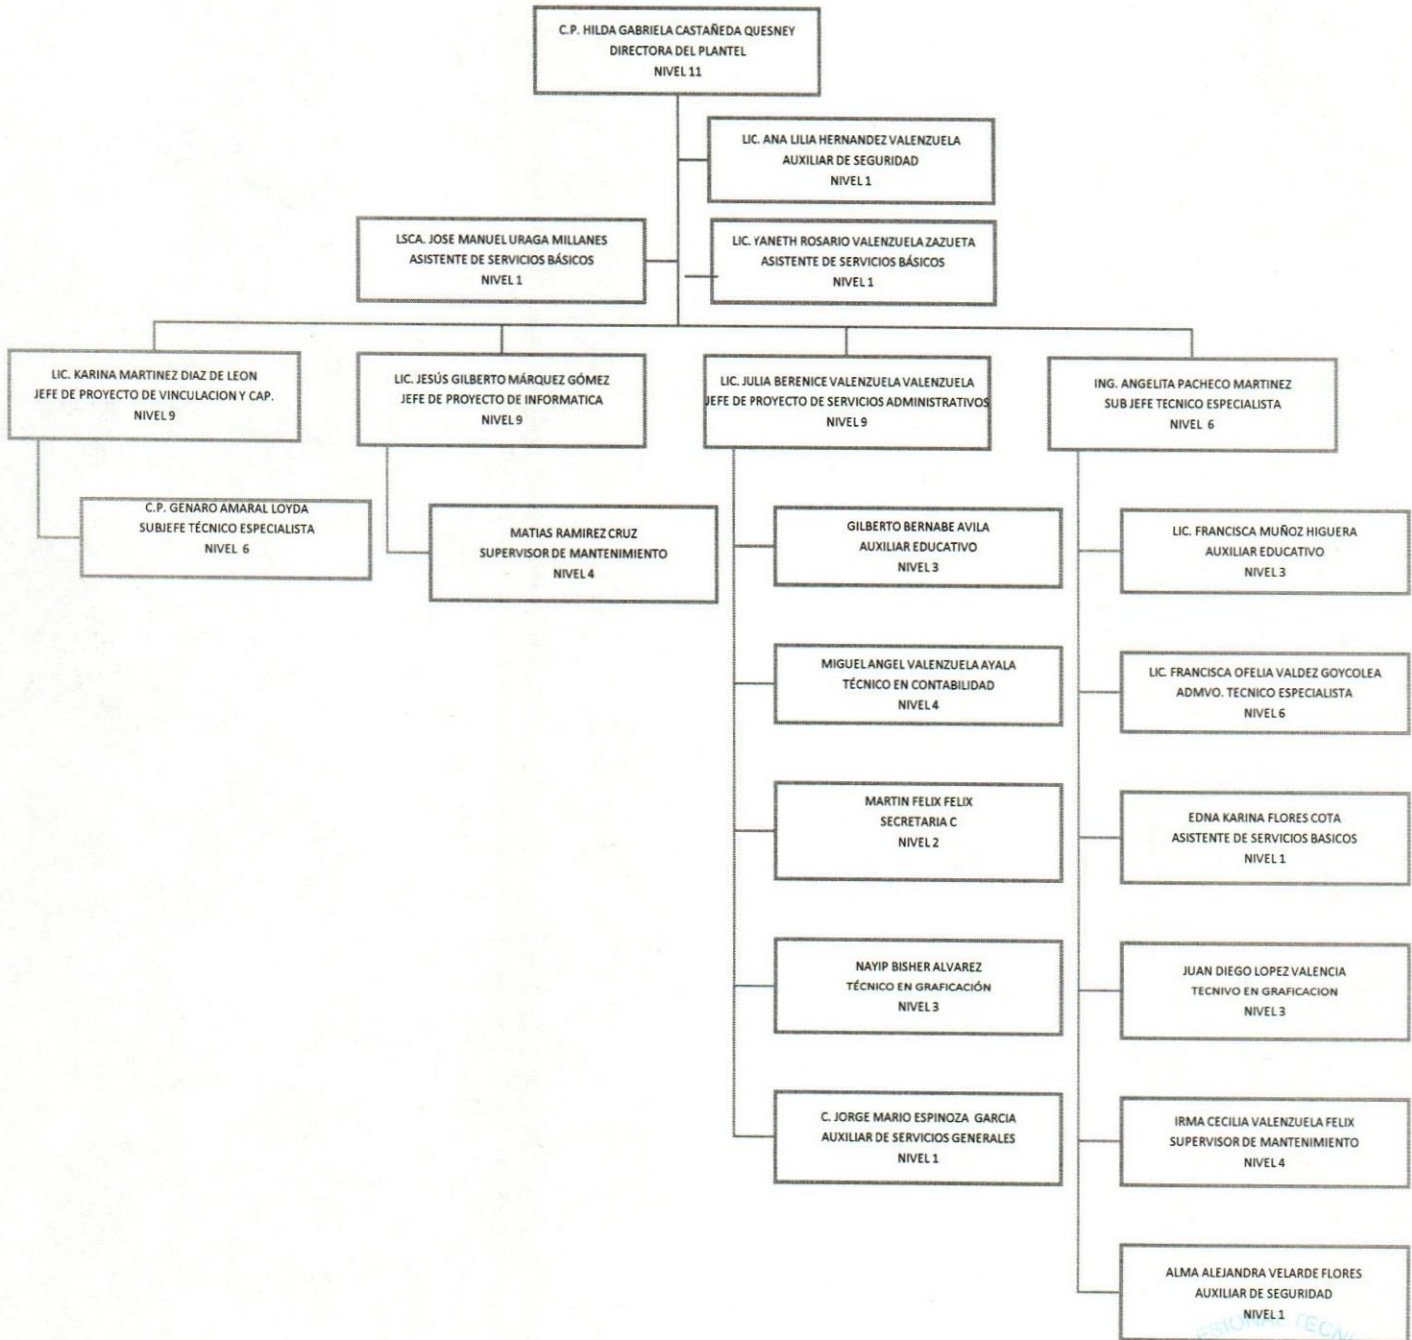 C.P. HILDA GABRIELA CASTAÑEDA QUESNEY
DIRECTORA DEL PLANTEL
NIVEL 11
LIC. ANA LILIA HERNANDEZ VALENZUELA
AUXILIAR DE SEGURIDAD
NIVEL 1
LSCA. JOSE MANUEL URAGA MILLANES
ASISTENTE DE SERVICIOS BÁSICOS
NIVEL 1
LIC. YANETH ROSARIO VALENZUELA ZAZUETA
ASISTENTE DE SERVICIOS BÁSICOS
NIVEL 1
LIC. KARINA MARTINEZ DIAZ DE LEON
JEFE DE PROYECTO DE VINCULACION Y CAP.
NIVEL 9
LIC. JESÚS GILBERTO MÁRQUEZ GÓMEZ
JEFE DE PROYECTO DE INFORMATICA
NIVEL 9
LIC. JULIA BERENICE VALENZUELA VALENZUELA
JEFE DE PROYECTO DE SERVICIOS ADMINISTRATIVOS
NIVEL 9
ING. ANGELITA PACHECO MARTINEZ
SUB JEFE TECNICO ESPECIALISTA
NIVEL 6
C.P. GENARO AMARAL LOYDA
SUBJEFE TÉCNICO ESPECIALISTA
NIVEL 6
MATIAS RAMIREZ CRUZ
SUPERVISOR DE MANTENIMIENTO
NIVEL 4
GILBERTO BERNABE AVILA
AUXILIAR EDUCATIVO
NIVEL 3
MIGUEL ANGEL VALENZUELA AYALA
TÉCNICO EN CONTABILIDAD
NIVEL 4
MARTIN FELIX FELIX
SECRETARIA C
NIVEL 2
NAYIP BISHER ALVAREZ
TÉCNICO EN GRAFICACIÓN
NIVEL 3
C. JORGE MARIO ESPINOZA GARCIA
AUXILIAR DE SERVICIOS GENERALES
NIVEL 1
LIC. FRANCISCA MUÑOZ HIGUERA
AUXILIAR EDUCATIVO
NIVEL 3
LIC. FRANCISCA OFELIA VALDEZ GOYCOLEA
ADMVO. TECNICO ESPECIALISTA
NIVEL 6
EDNA KARINA FLORES COTA
ASISTENTE DE SERVICIOS BASICOS
NIVEL 1
JUAN DIEGO LOPEZ VALENCIA
TECNIVO EN GRAFICACION
NIVEL 3
IRMA CECILIA VALENZUELA FELIX
SUPERVISOR DE MANTENIMIENTO
NIVEL 4
ALMA ALEJANDRA VELARDE FLORES
AUXILIAR DE SEGURIDAD
NIVEL 1